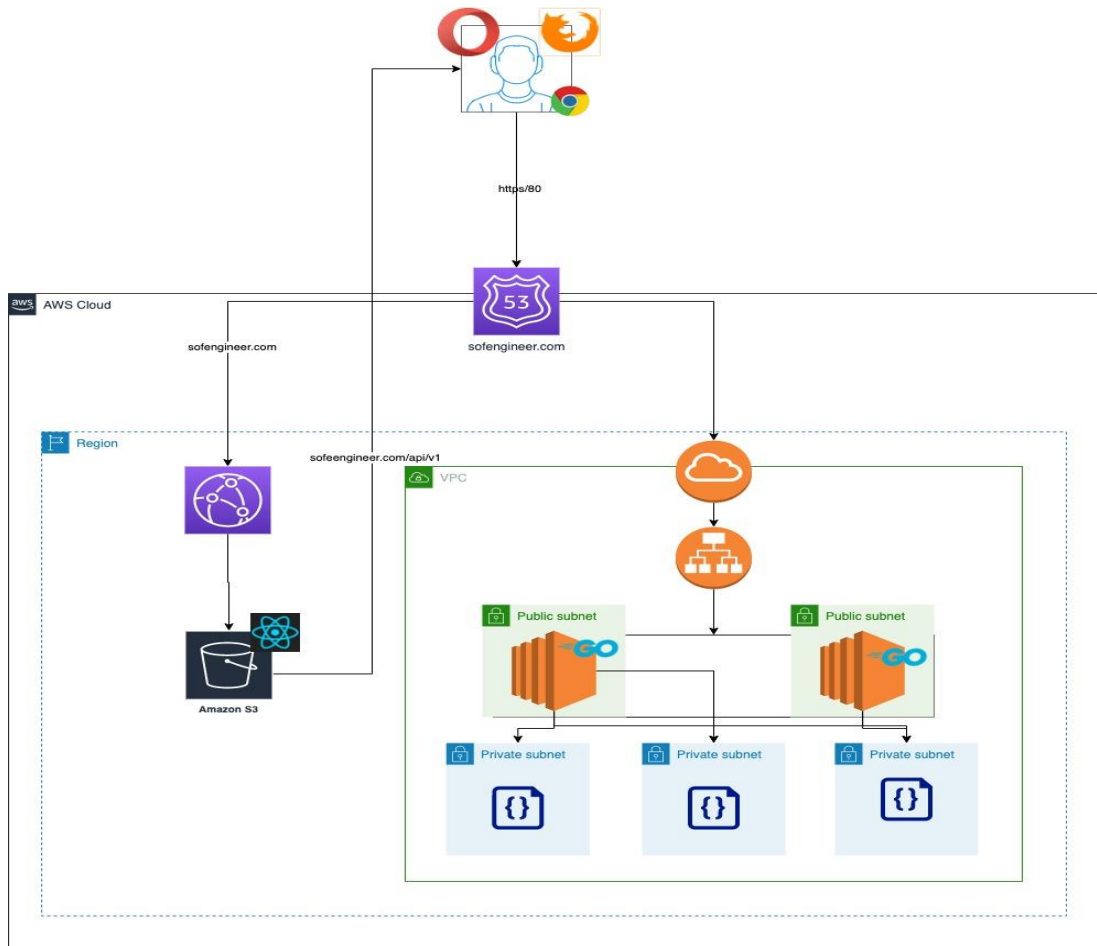 https/80
53
aws
AWS Cloud
sofengineer.com
sofengineer.com
Region
sofeengineer.com/api/v1
VPC
Public subnet
Public subnet
GO
GO
Amazon S3
Private subnet
Private subnet
Private subnet
{}
{}
{}